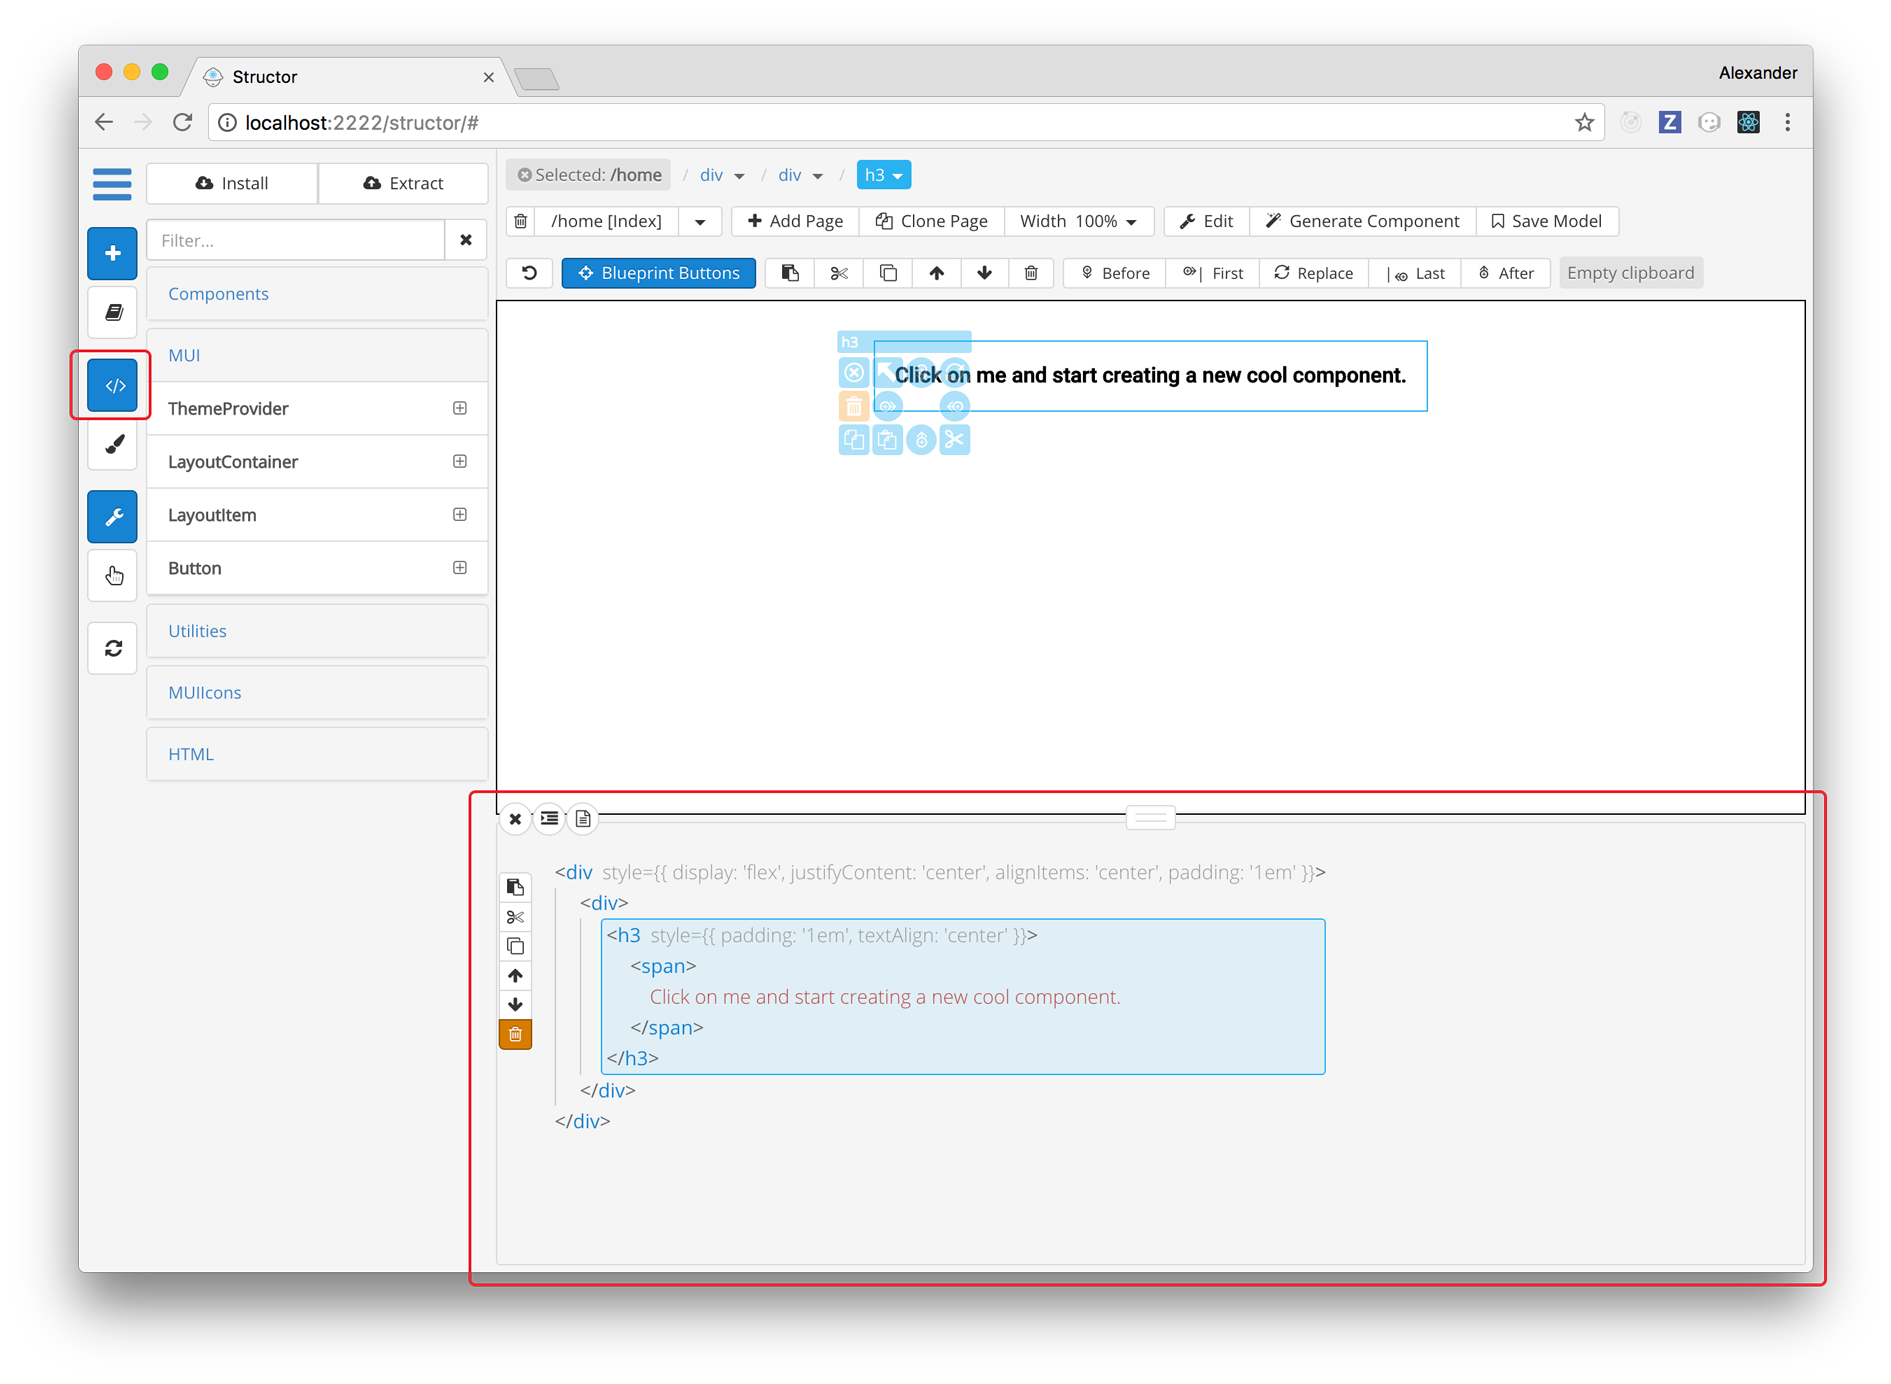 Structor
Alexander
localhost:2222/structor/#
Install
Extract
Selected: /home / div / div / h3
Filter...
/home [Index]
Add Page
Clone Page
Width 100%
Edit
Generate Component
Save Model
Blueprint Buttons
Before
First
Replace
Last
After
Empty clipboard
Components
MUI
ThemeProvider
LayoutContainer
LayoutItem
Button
Utilities
MUIIcons
HTML
h3
Click on me and start creating a new cool component.
<div style={{ display: 'flex', justifyContent: 'center', alignItems: 'center', padding: '1em' }}>
<div>
<h3 style={{ padding: '1em', textAlign: 'center' }}>
<span>
Click on me and start creating a new cool component.
</span>
</h3>
</div>
</div>